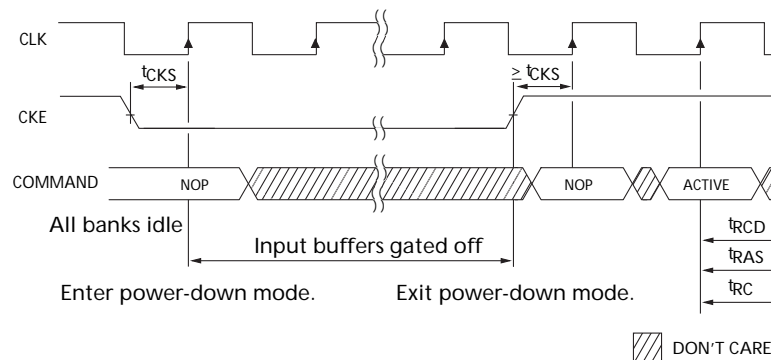 CLK
tCKS
≥ tCKS
CKE
COMMAND
NOP
NOP
ACTIVE
All banks idle
Input buffers gated off
tRCD
tRAS
tRC
Enter power-down mode.
Exit power-down mode.
DON'T CARE